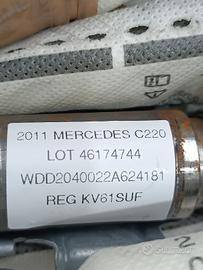 2011 MERCEDES C220
LOT 46174744
WDD2040022A624181
REG KV61SUF